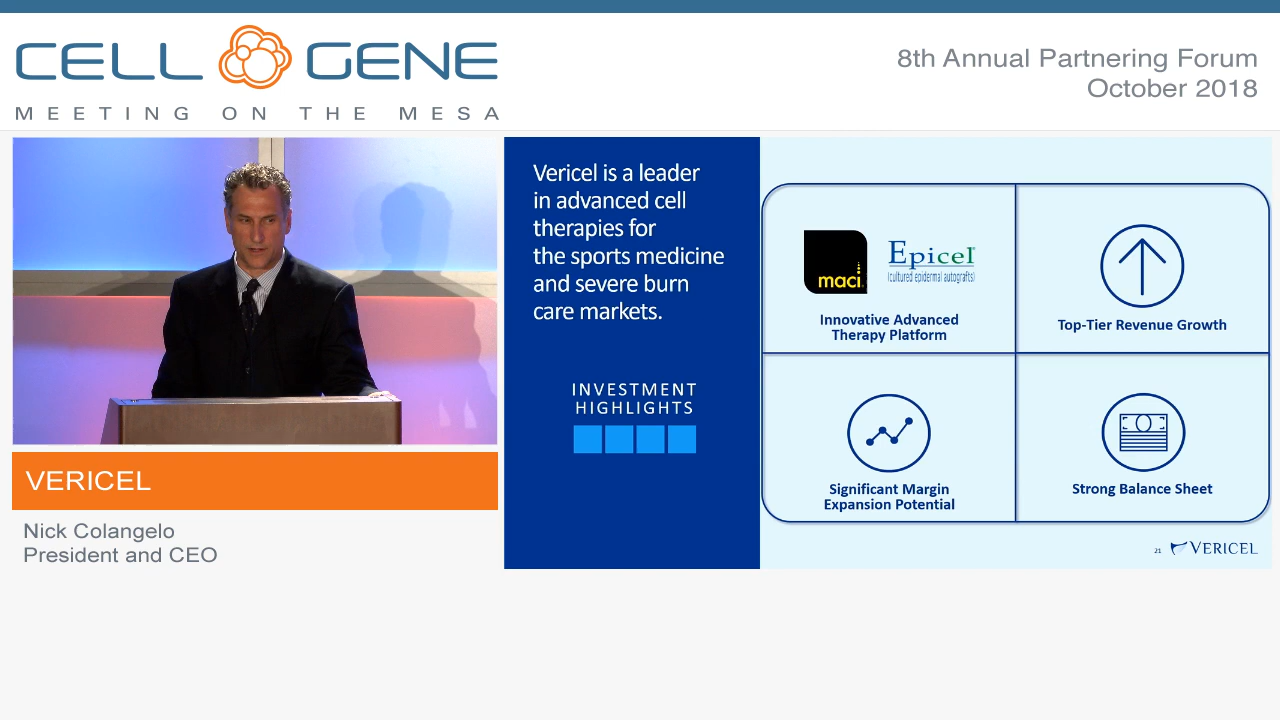 CELL GENE
MEETING ON THE MESA
8th Annual Partnering Forum
October 2018
VERICEL
Nick Colangelo
President and CEO
Vericel is a leader
in advanced cell
therapies for
the sports medicine
and severe burn
care markets.
INVESTMENT
HIGHLIGHTS
maci
Epicel
(cultured epidermal autografts)
Innovative Advanced
Therapy Platform
Top-Tier Revenue Growth
Significant Margin
Expansion Potential
Strong Balance Sheet
21 VERICEL